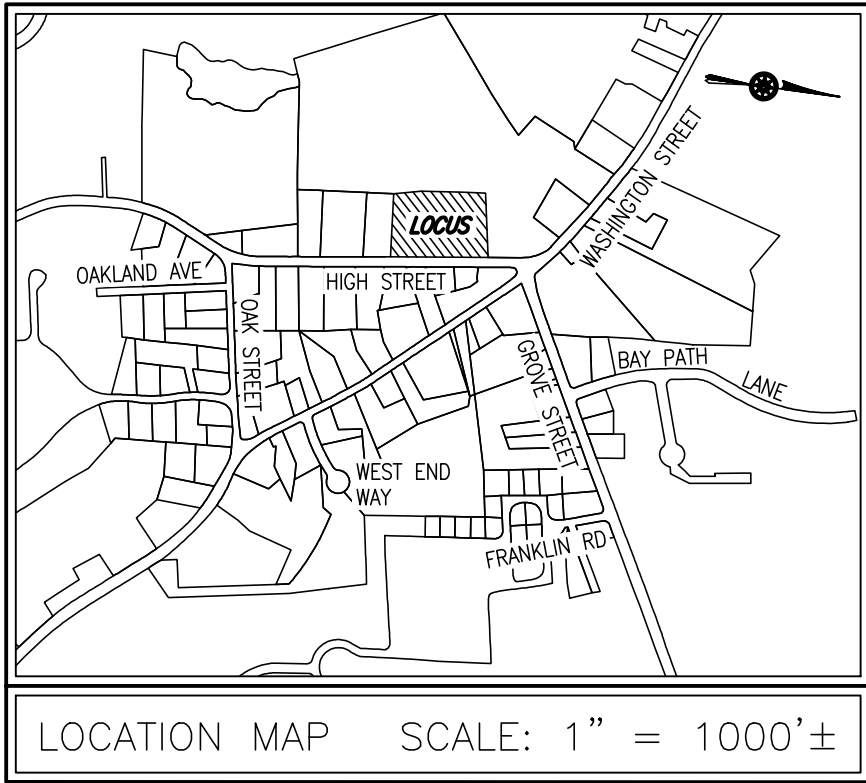 WASHINGTON STREET
LOCUS
OAKLAND AVE
HIGH STREET
OAK STREET
GROVE STREET
BAY PATH
LANE
WEST END
WAY
FRANKLIN RD
LOCATION MAP SCALE: 1" = 1000'±